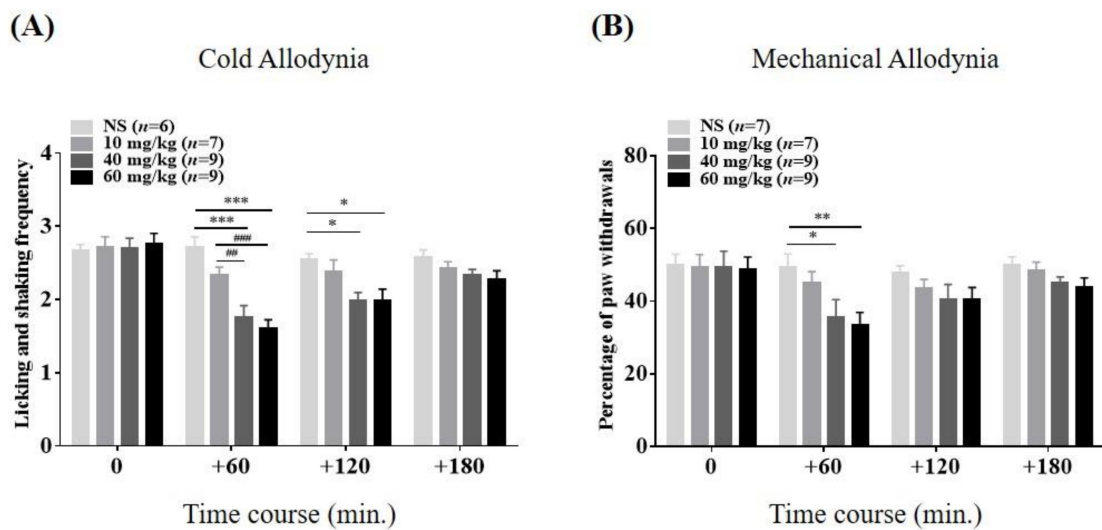 (A)
Cold Allodynia
NS (n=6)
10 mg/kg (n=7)
40 mg/kg (n=9)
60 mg/kg (n=9)
Licking and shaking frequency
4
3
2
1
0
***
***
###
##
*
*
0
+60
+120
+180
Time course (min.)
(B)
Mechanical Allodynia
NS (n=7)
10 mg/kg (n=7)
40 mg/kg (n=9)
60 mg/kg (n=9)
Percentage of paw withdrawals
80
60
40
20
0
**
*
0
+60
+120
+180
Time course (min.)